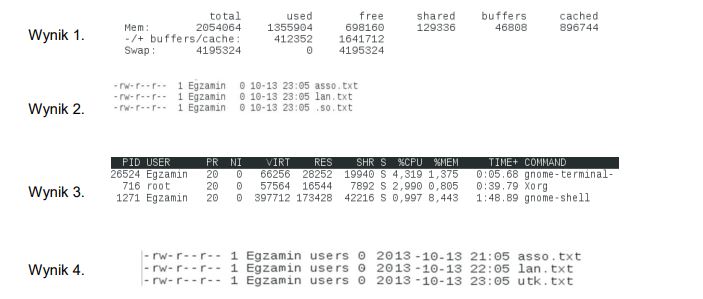 total used free shared buffers cached
Wynik 1. Mem: 2054064 1355904 698160 129336 46808 896744
-/+ buffers/cache: 412352 1641712
Swap: 4195324 0 4195324
-rw-r--r-- 1 Egzamin 0 10-13 23:05 asso.txt
Wynik 2. -rw-r--r-- 1 Egzamin 0 10-13 23:05 lan.txt
-rw-r--r-- 1 Egzamin 0 10-13 23:05 .so.txt
PID USER PR NI VIRT RES SHR S %CPU %MEM TIME+ COMMAND
26524 Egzamin 20 0 66256 28252 19940 S 4,319 1,375 0:05.68 gnome-terminal-
Wynik 3. 716 root 20 0 57564 16544 7892 S 2,990 0,805 0:39.79 Xorg
1271 Egzamin 20 0 397712 173428 42216 S 0,997 8,443 1:48.89 gnome-shell
-rw-r--r-- 1 Egzamin users 0 2013-10-13 21:05 asso.txt
Wynik 4. -rw-r--r-- 1 Egzamin users 0 2013-10-13 22:05 lan.txt
-rw-r--r-- 1 Egzamin users 0 2013-10-13 23:05 utk.txt